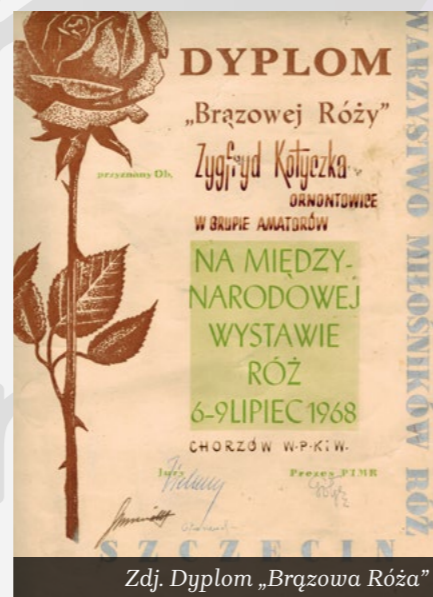 DYPLOM
„Brązowej Róży”
przyznany Ob.
Zygfryd Kotyczka
ORNONTOWICE
W GRUPIE AMATORÓW
NA MIĘDZY-
NARODOWEJ
WYSTAWIE
RÓŻ
6-9 LIPIEC 1968
CHORZÓW W.P.K.i W.
Jury
Prezes PTMR
SZCZECIN
WARZYSTWO MIŁOŚNIKÓW RÓŻ
Zdj. Dyplom „Brązowa Róża”